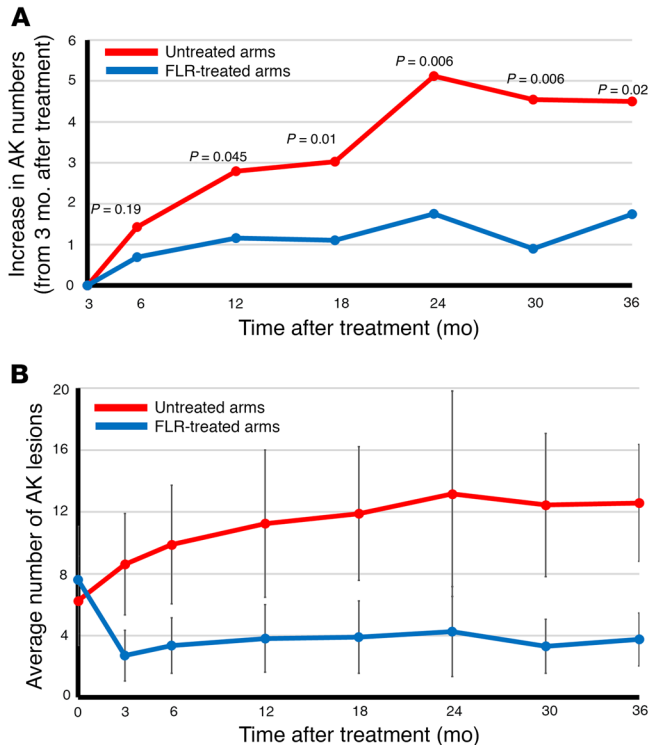 A
Increase in AK numbers
(from 3 mo. after treatment)
6
5
4
3
2
1
0
Untreated arms
FLR-treated arms
P = 0.19
P = 0.045
P = 0.01
P = 0.006
P = 0.006
P = 0.02
3 6 12 18 24 30 36
Time after treatment (mo)
B
Average number of AK lesions
20
16
12
8
4
0
Untreated arms
FLR-treated arms
0 3 6 12 18 24 30 36
Time after treatment (mo)